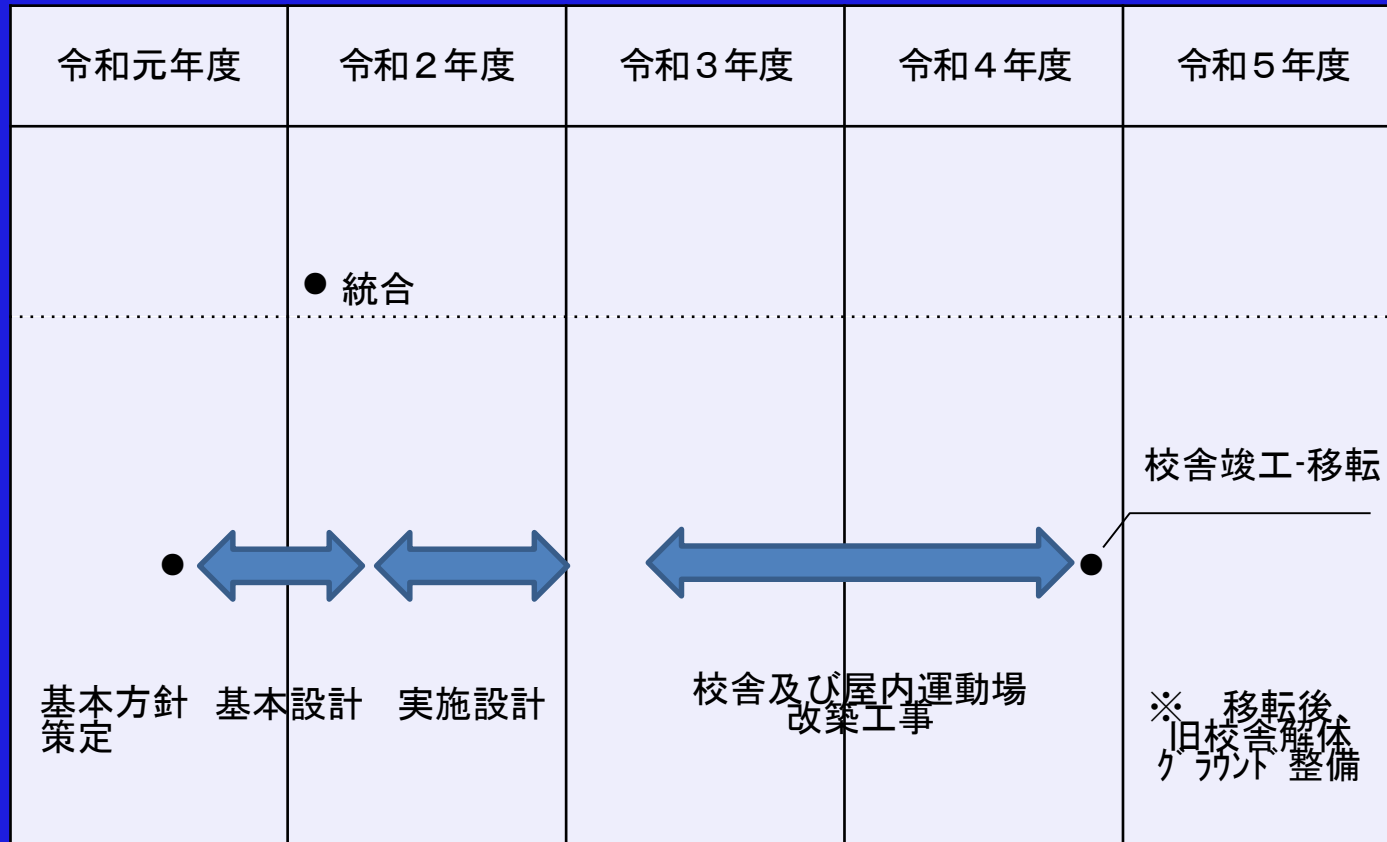 令和元年度
令和２年度
令和３年度
令和４年度
令和５年度
● 統合
校舎竣工-移転
基本方針
策定
基本設計
実施設計
校舎及び屋内運動場
改築工事
※　移転後、
旧校舎解体
ｸﾞﾗｳﾝﾄﾞ整備